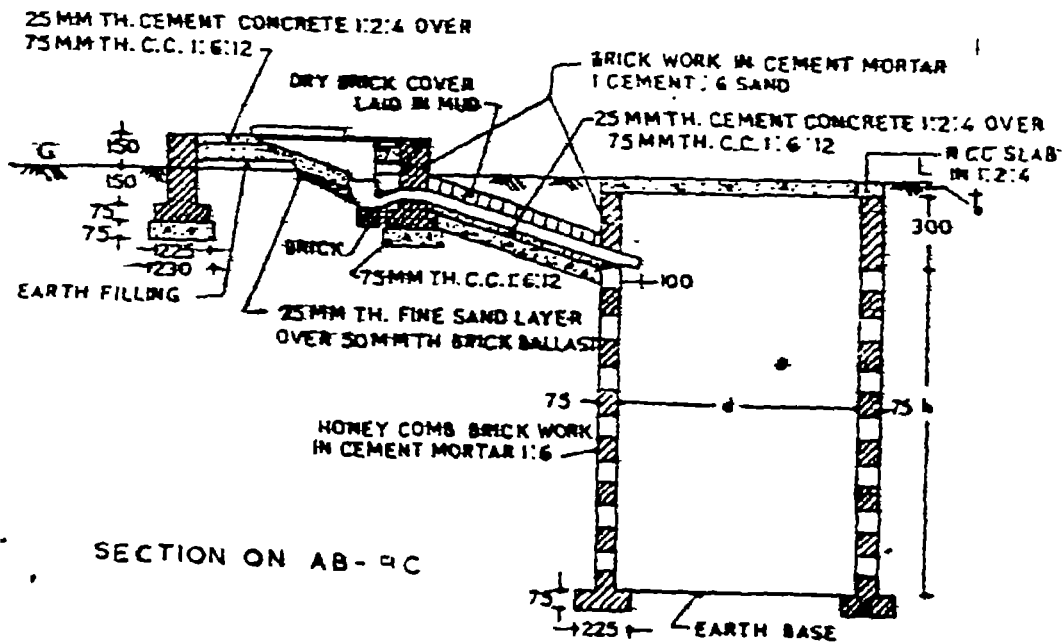 25 MM TH. CEMENT CONCRETE 1:2:4 OVER
75 MM TH. C.C. 1:6:12
DRY BRICK COVER
LAID IN MUD
BRICK WORK IN CEMENT MORTAR
1 CEMENT : 6 SAND
25 MM TH. CEMENT CONCRETE 1:2:4 OVER
75 MM TH. C.C. 1:6:12
R.C.C SLAB
IN 1:2:4
G
150
150
75
75
225
230
EARTH FILLING
BRICK
75 MM TH. C.C. 1:6:12
25 MM TH. FINE SAND LAYER
OVER 50 MM TH BRICK BALLAST
t
300
100
75
d
75
h
HONEY COMB BRICK WORK
IN CEMENT MORTAR 1:6
SECTION ON AB-
75
225
EARTH BASE